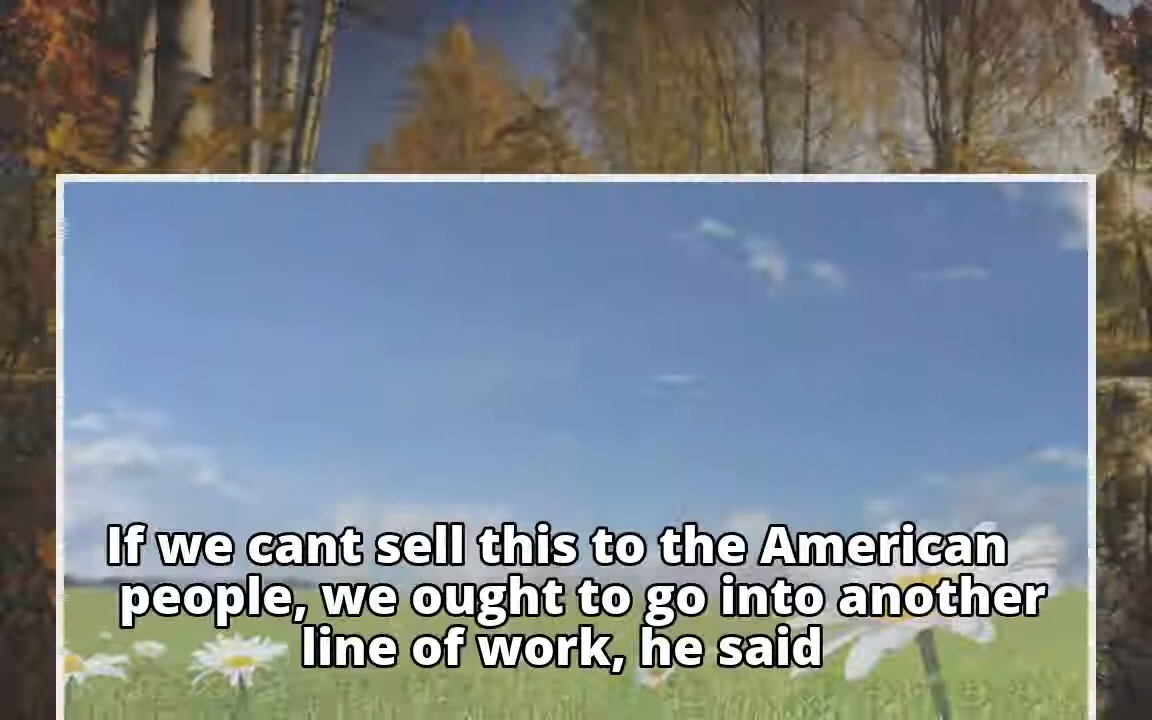 If we cant sell this to the American
people, we ought to go into another
line of work, he said